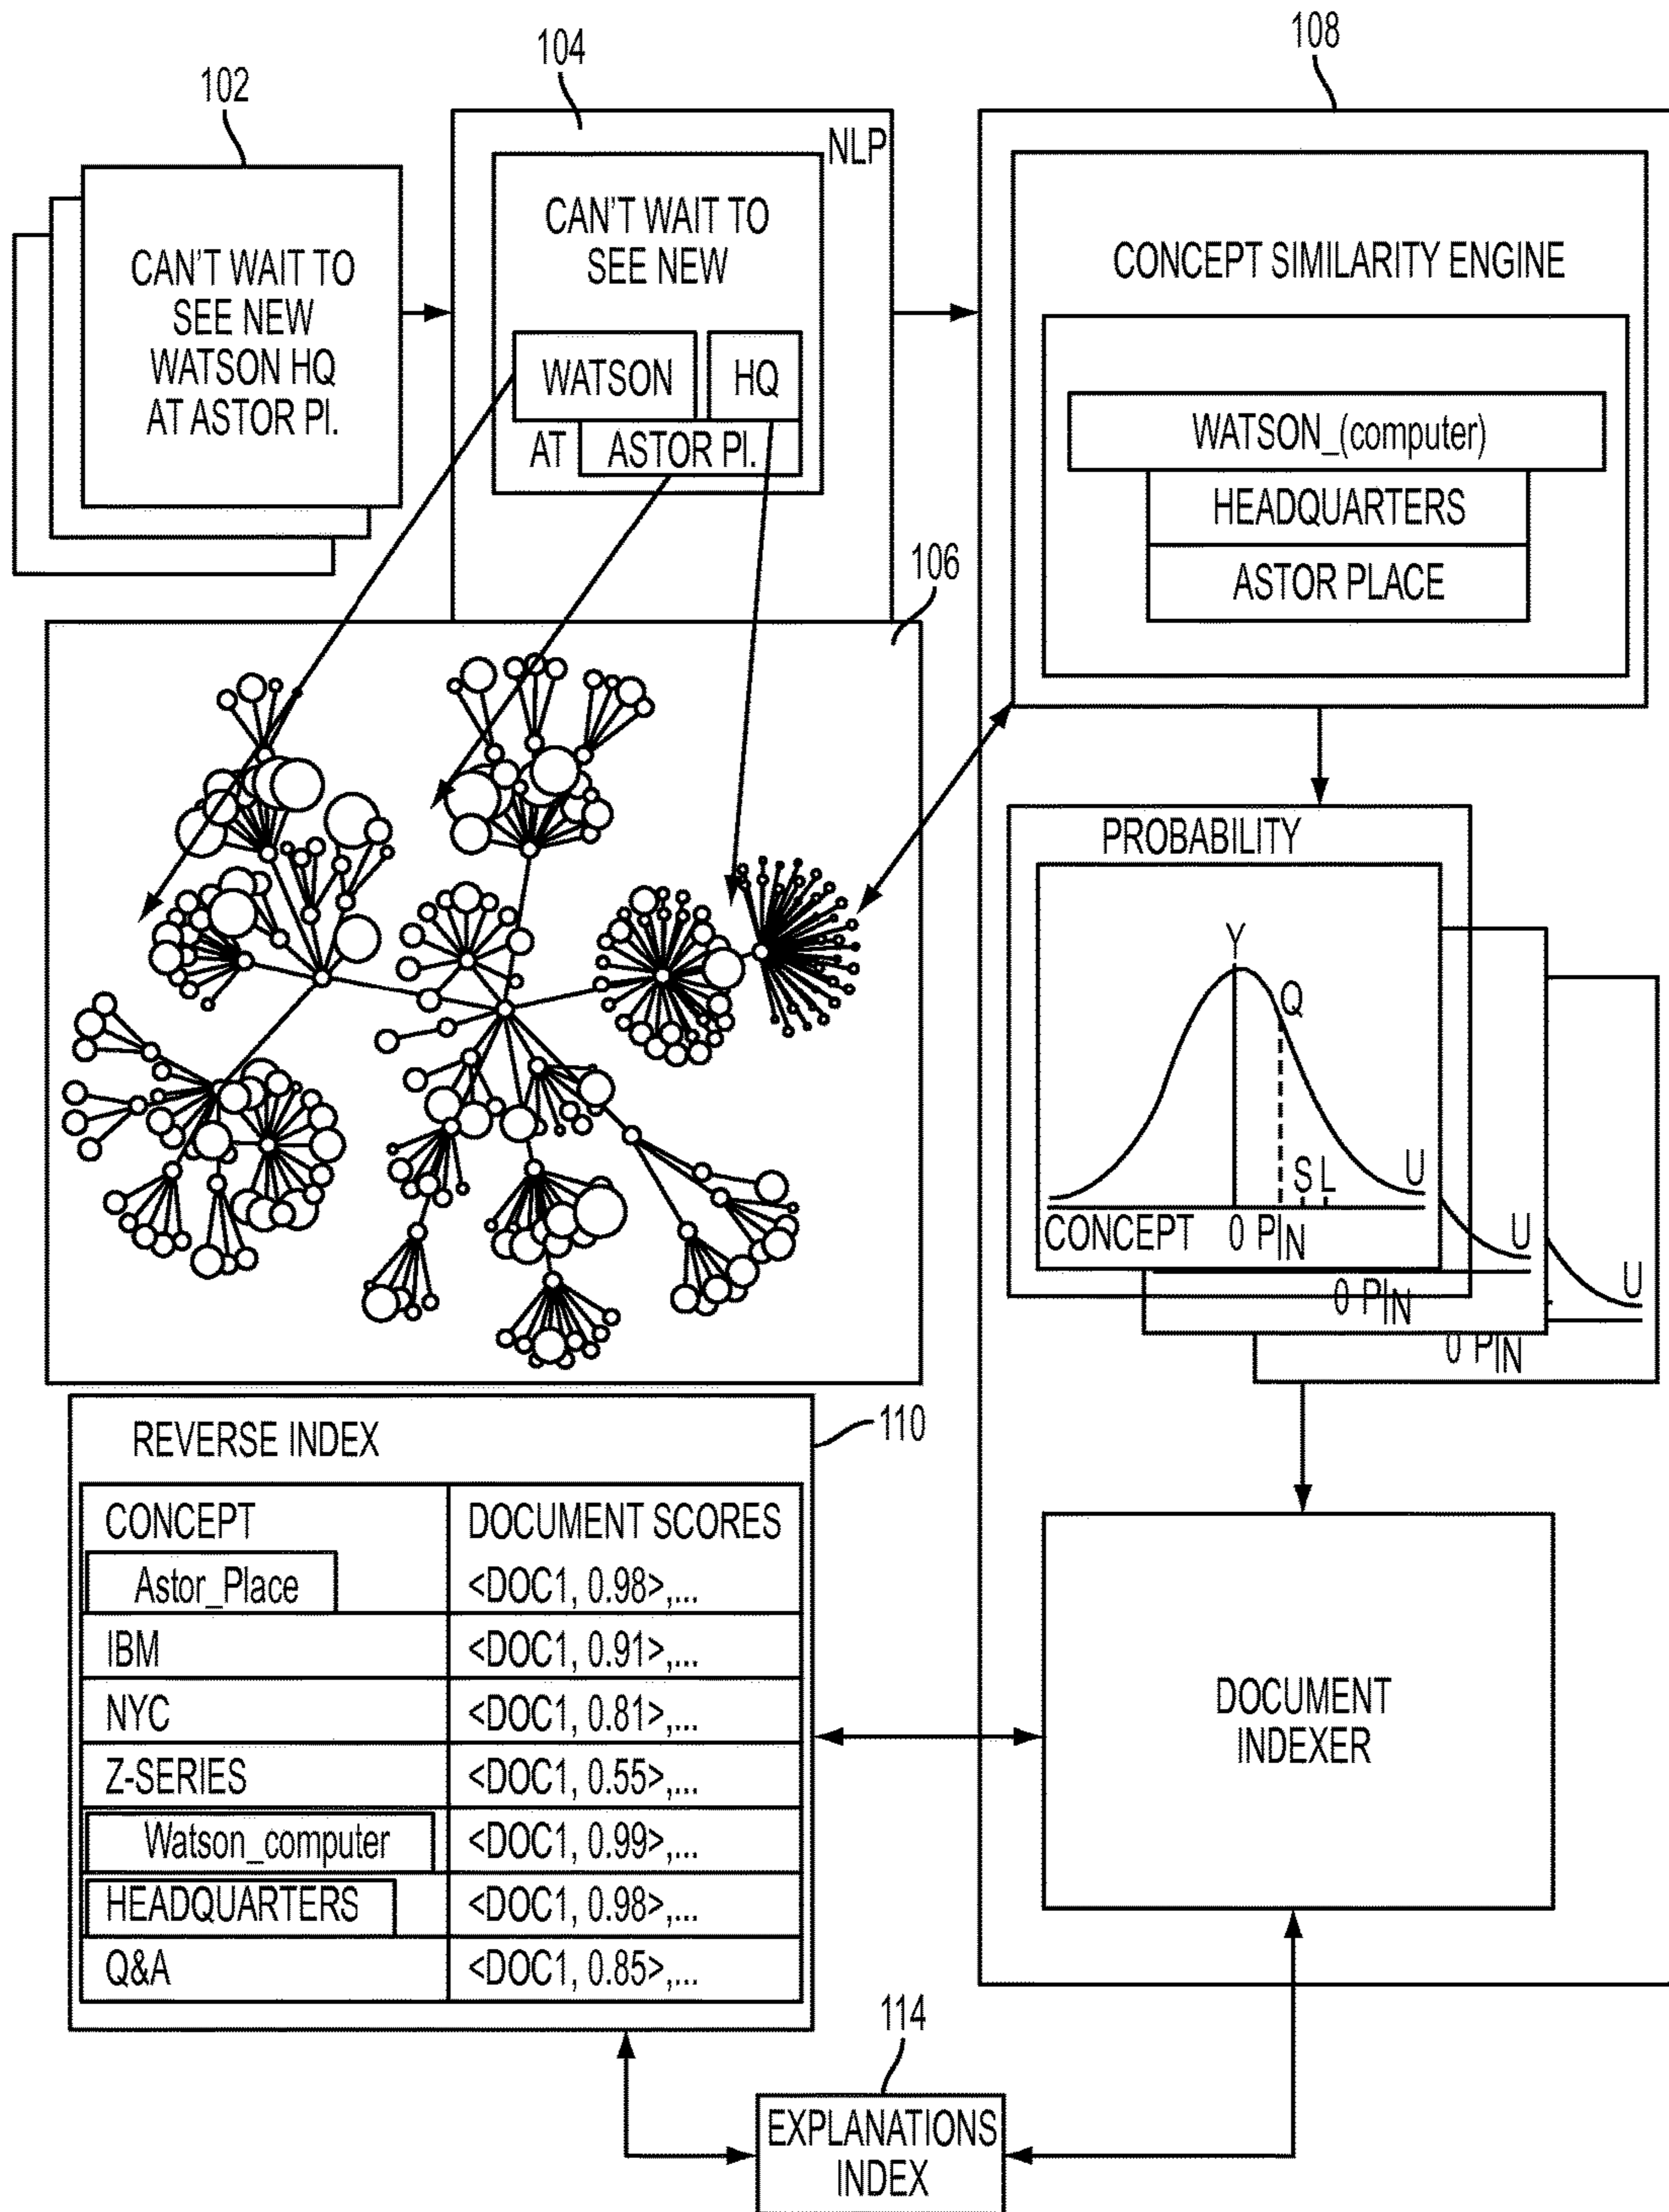 102
104
108
NLP
CAN'T WAIT TO
SEE NEW
WATSON HQ
AT ASTOR Pl.
CAN'T WAIT TO
SEE NEW
WATSON
HQ
AT
ASTOR Pl.
CONCEPT SIMILARITY ENGINE
WATSON_(computer)
HEADQUARTERS
ASTOR PLACE
106
PROBABILITY
Y
Q
S L
U
CONCEPT 0 PIN
U
0 PIN
U
0 PIN
110
REVERSE INDEX
CONCEPT DOCUMENT SCORES
Astor_Place <DOC1, 0.98>,...
IBM <DOC1, 0.91>,...
NYC <DOC1, 0.81>,...
Z-SERIES <DOC1, 0.55>,...
Watson_computer <DOC1, 0.99>,...
HEADQUARTERS <DOC1, 0.98>,...
Q&A <DOC1, 0.85>,...
DOCUMENT
INDEXER
114
EXPLANATIONS
INDEX